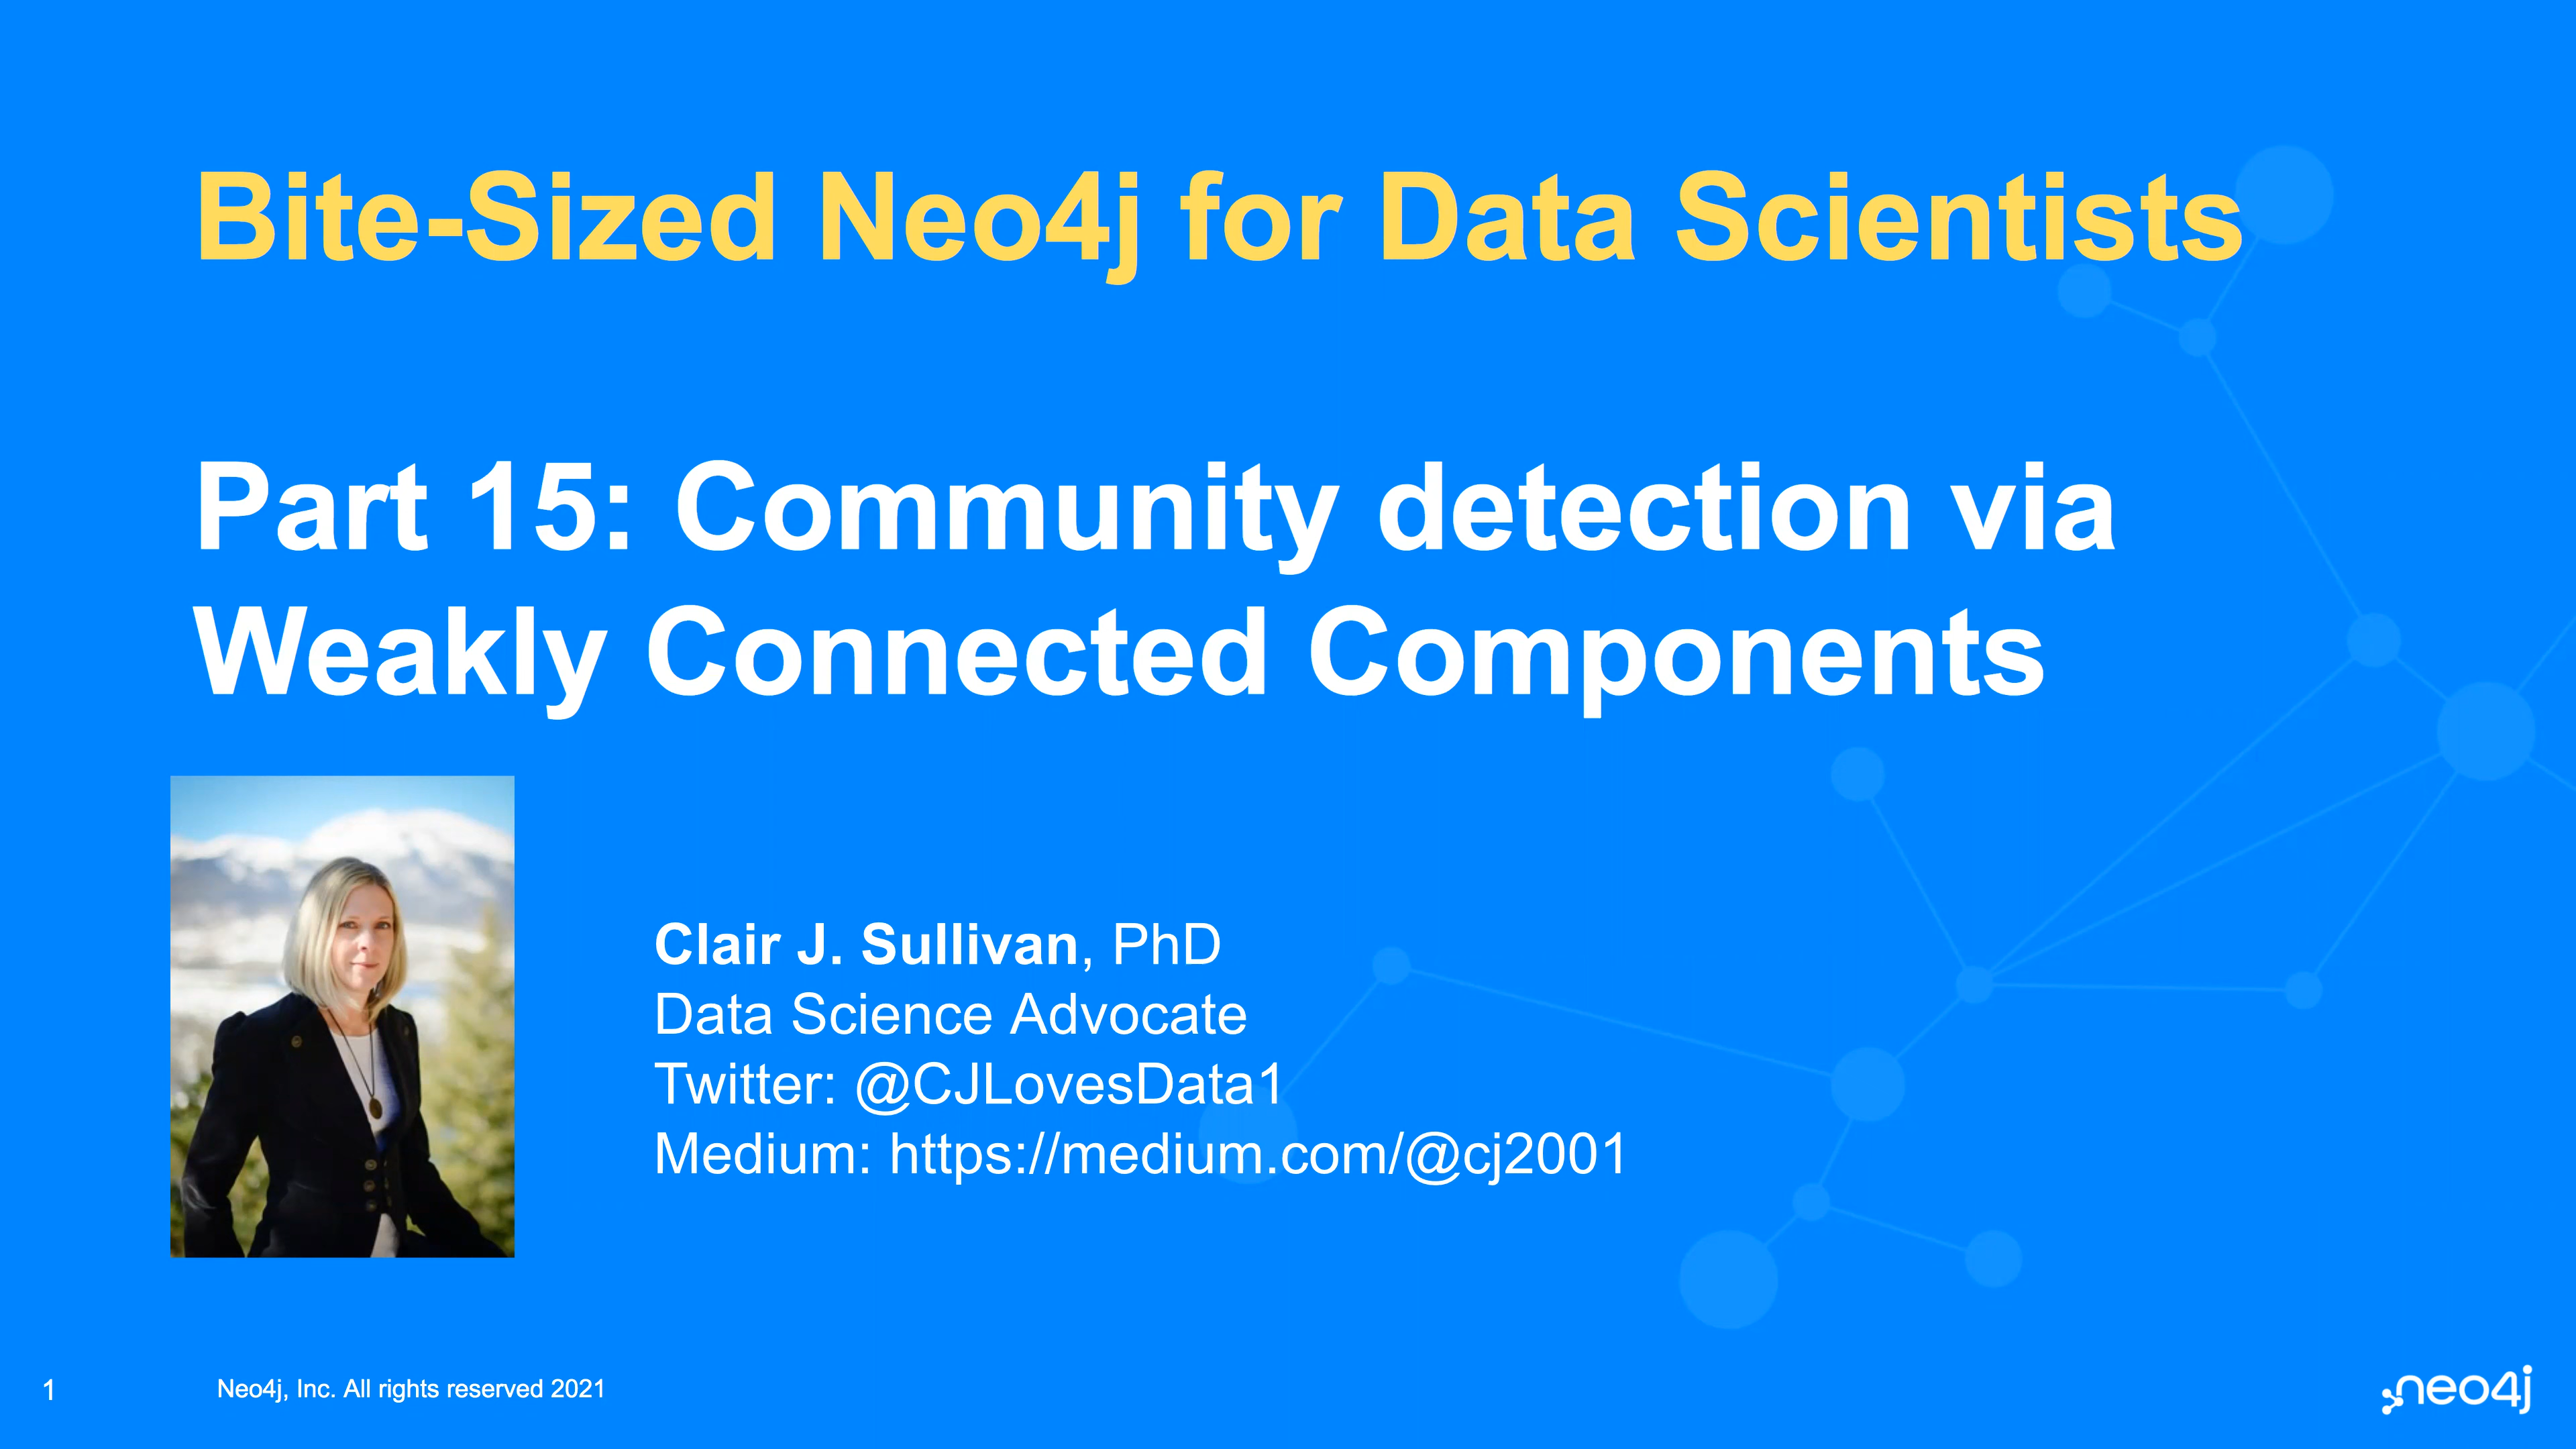 Bite-Sized Neo4j for Data Scientists
Part 15: Community detection via
Weakly Connected Components
Clair J. Sullivan, PhD
Data Science Advocate
Twitter: @CJLovesData1
Medium: https://medium.com/@cj2001
1
Neo4j, Inc. All rights reserved 2021
neo4j